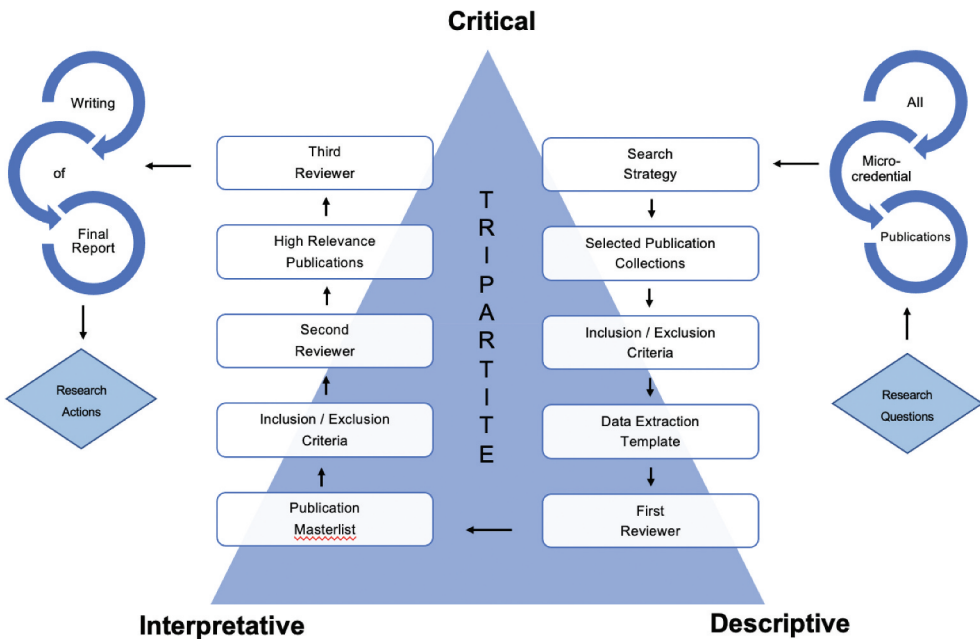 Critical
Writing
of
Final
Report
Research
Actions
Third
Reviewer
High Relevance
Publications
Second
Reviewer
Inclusion / Exclusion
Criteria
Publication
Masterlist
TRIPARTITE
Search
Strategy
Selected Publication
Collections
Inclusion / Exclusion
Criteria
Data Extraction
Template
First
Reviewer
All
Micro-
credential
Publications
Research
Questions
Interpretative
Descriptive